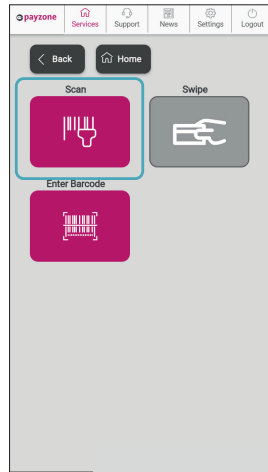 payzone
Services Support News Settings Logout
Back Home
Scan Swipe
Enter Barcode